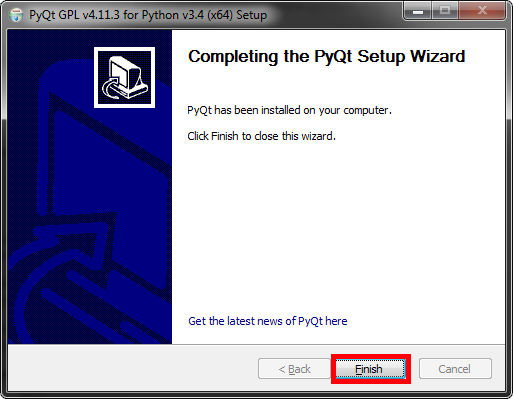 PyQt GPL v4.11.3 for Python v3.4 (x64) Setup
Completing the PyQt Setup Wizard
PyQt has been installed on your computer.
Click Finish to close this wizard.
Get the latest news of PyQt here
< Back Finish Cancel